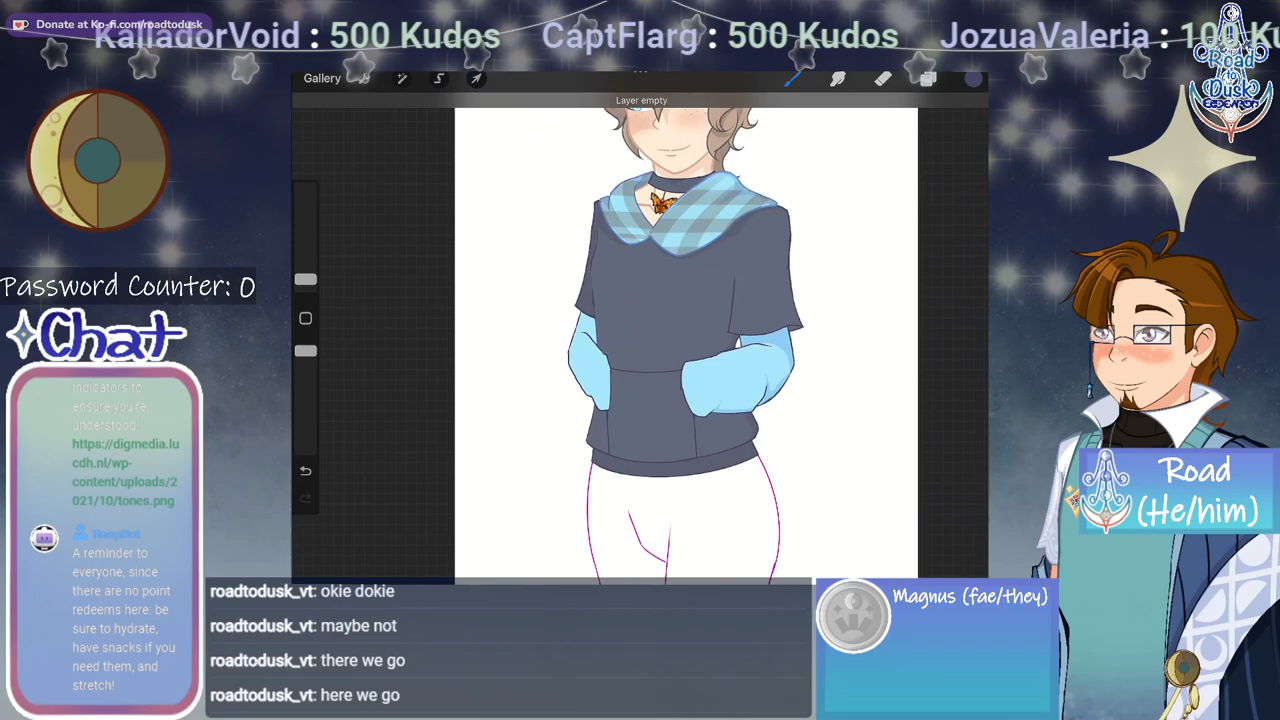 Donate at Ko-fi.com/roadtodusk
KalladorVoid : 500 Kudos
CaptFlarg : 500 Kudos
JozuaValeria : 100 Ku
Road
to
Dusk
Gallery
Layer empty
Password Counter: 0
Chat
indicators to
ensure you're
understood:
https://digmedia.lu
cdh.nl/wp-
content/uploads/2
021/10/tones.png
A reminder to
everyone, since
there are no point
redeems here: be
sure to hydrate,
have snacks if you
need them, and
stretch!
roadtodusk_vt: okie dokie
roadtodusk_vt: maybe not
roadtodusk_vt: there we go
roadtodusk_vt: here we go
Magnus (fae/they)
Road
(He/him)